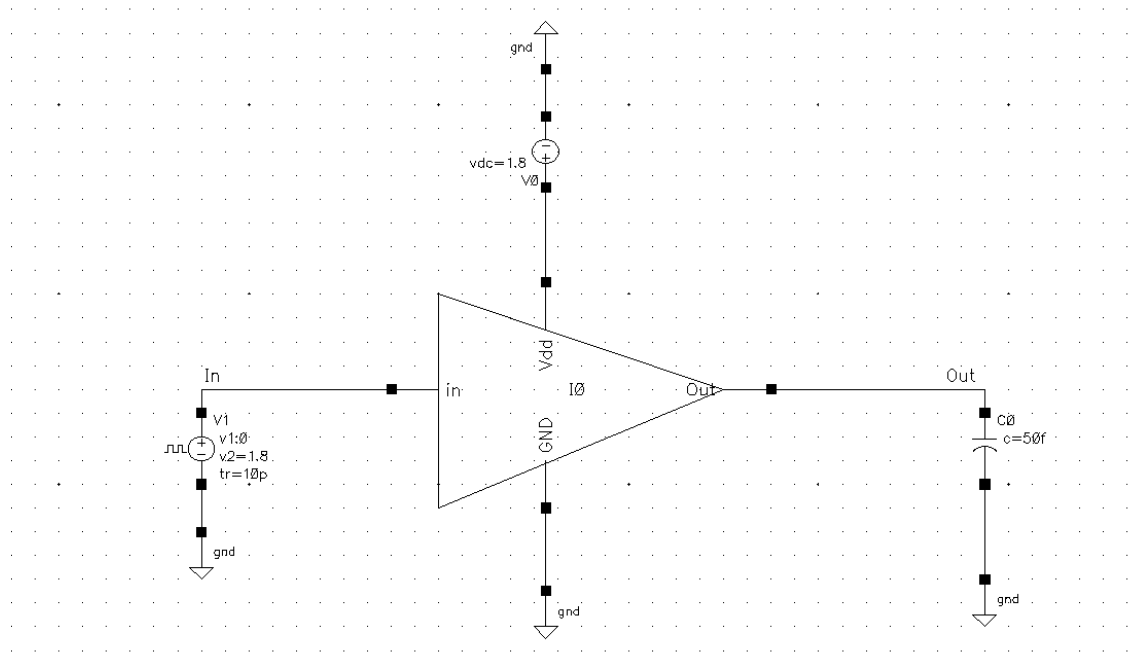 gnd
vdc=1.8
V0
Vdd
In
in
I0
Out
Out
GND
V1
v1:0
v2=1.8
tr=10p
gnd
C0
c=50f
gnd
gnd